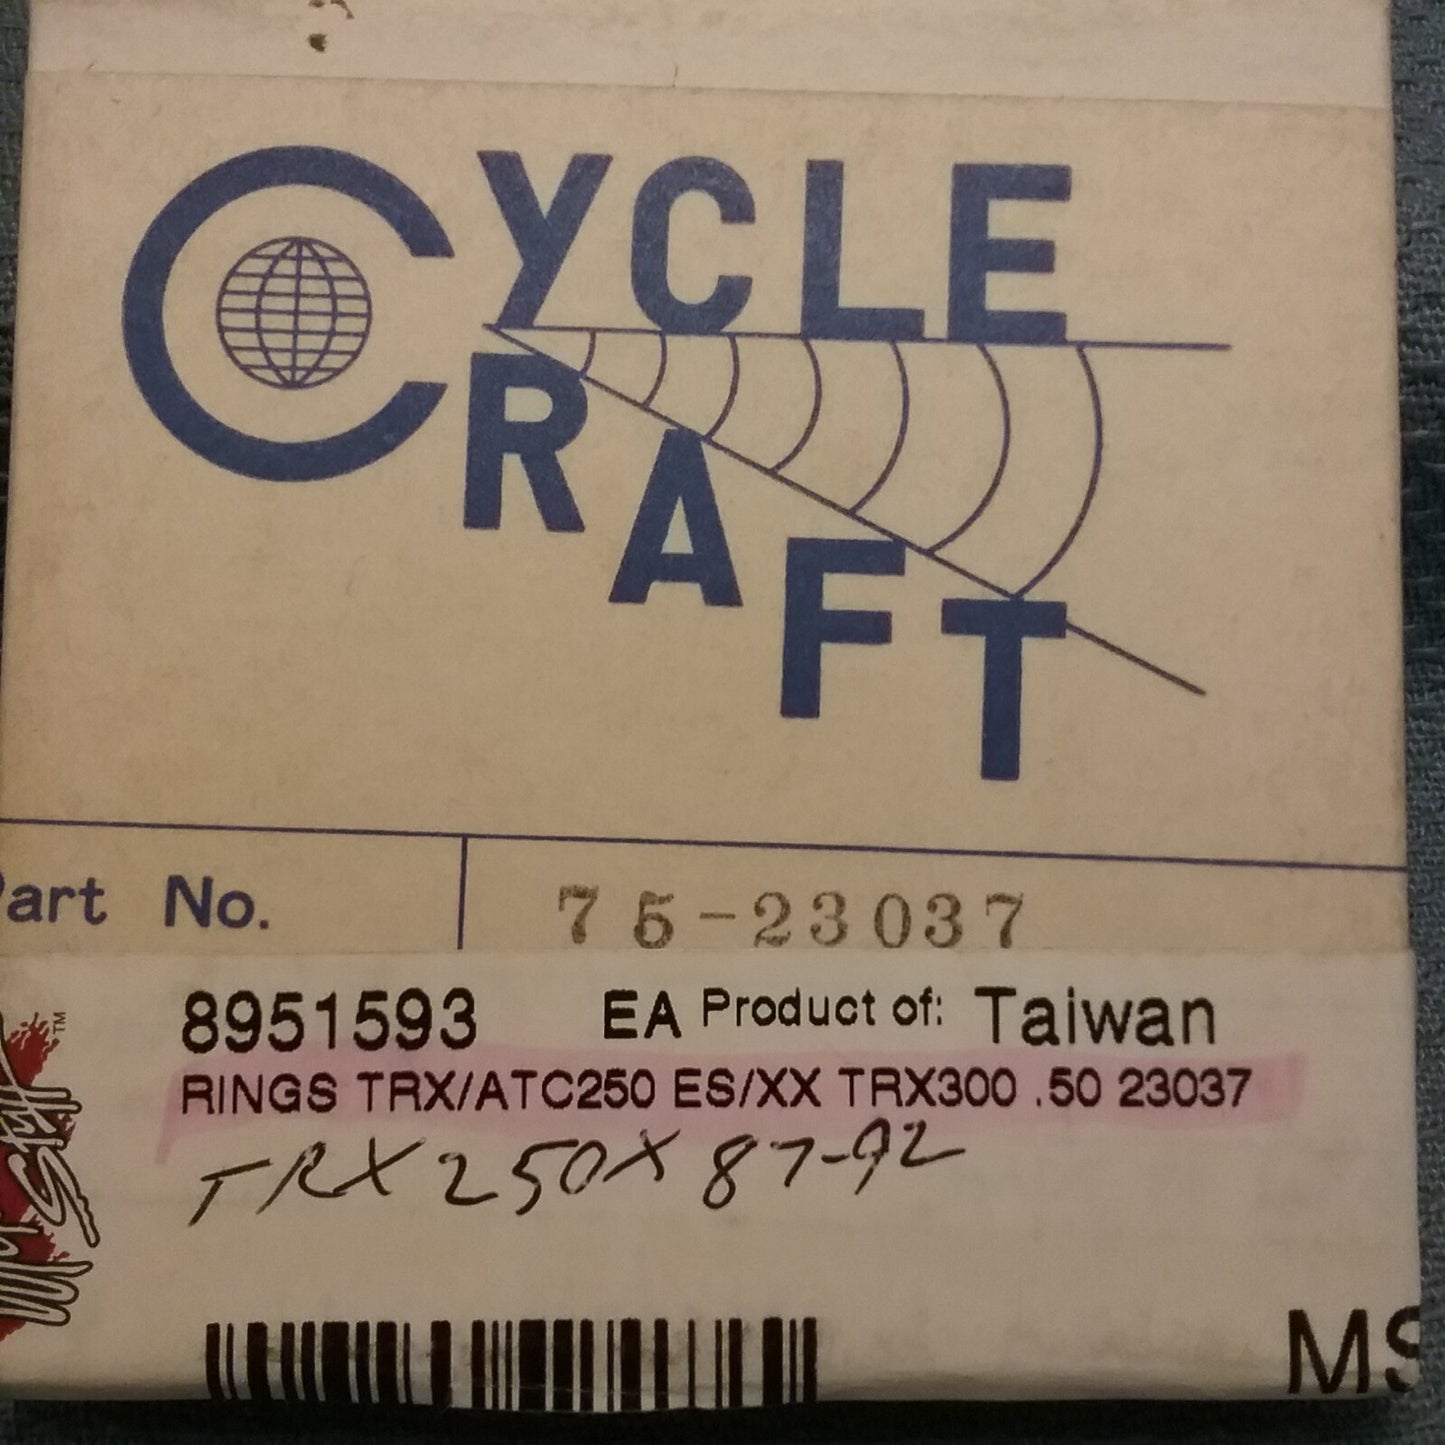 CYCLE
CRAFT
Part No. 75-23037
8951593 EA Product of: Taiwan
RINGS TRX/ATC250 ES/XX TRX300 .50 23037
TRX250X 87-92
TM